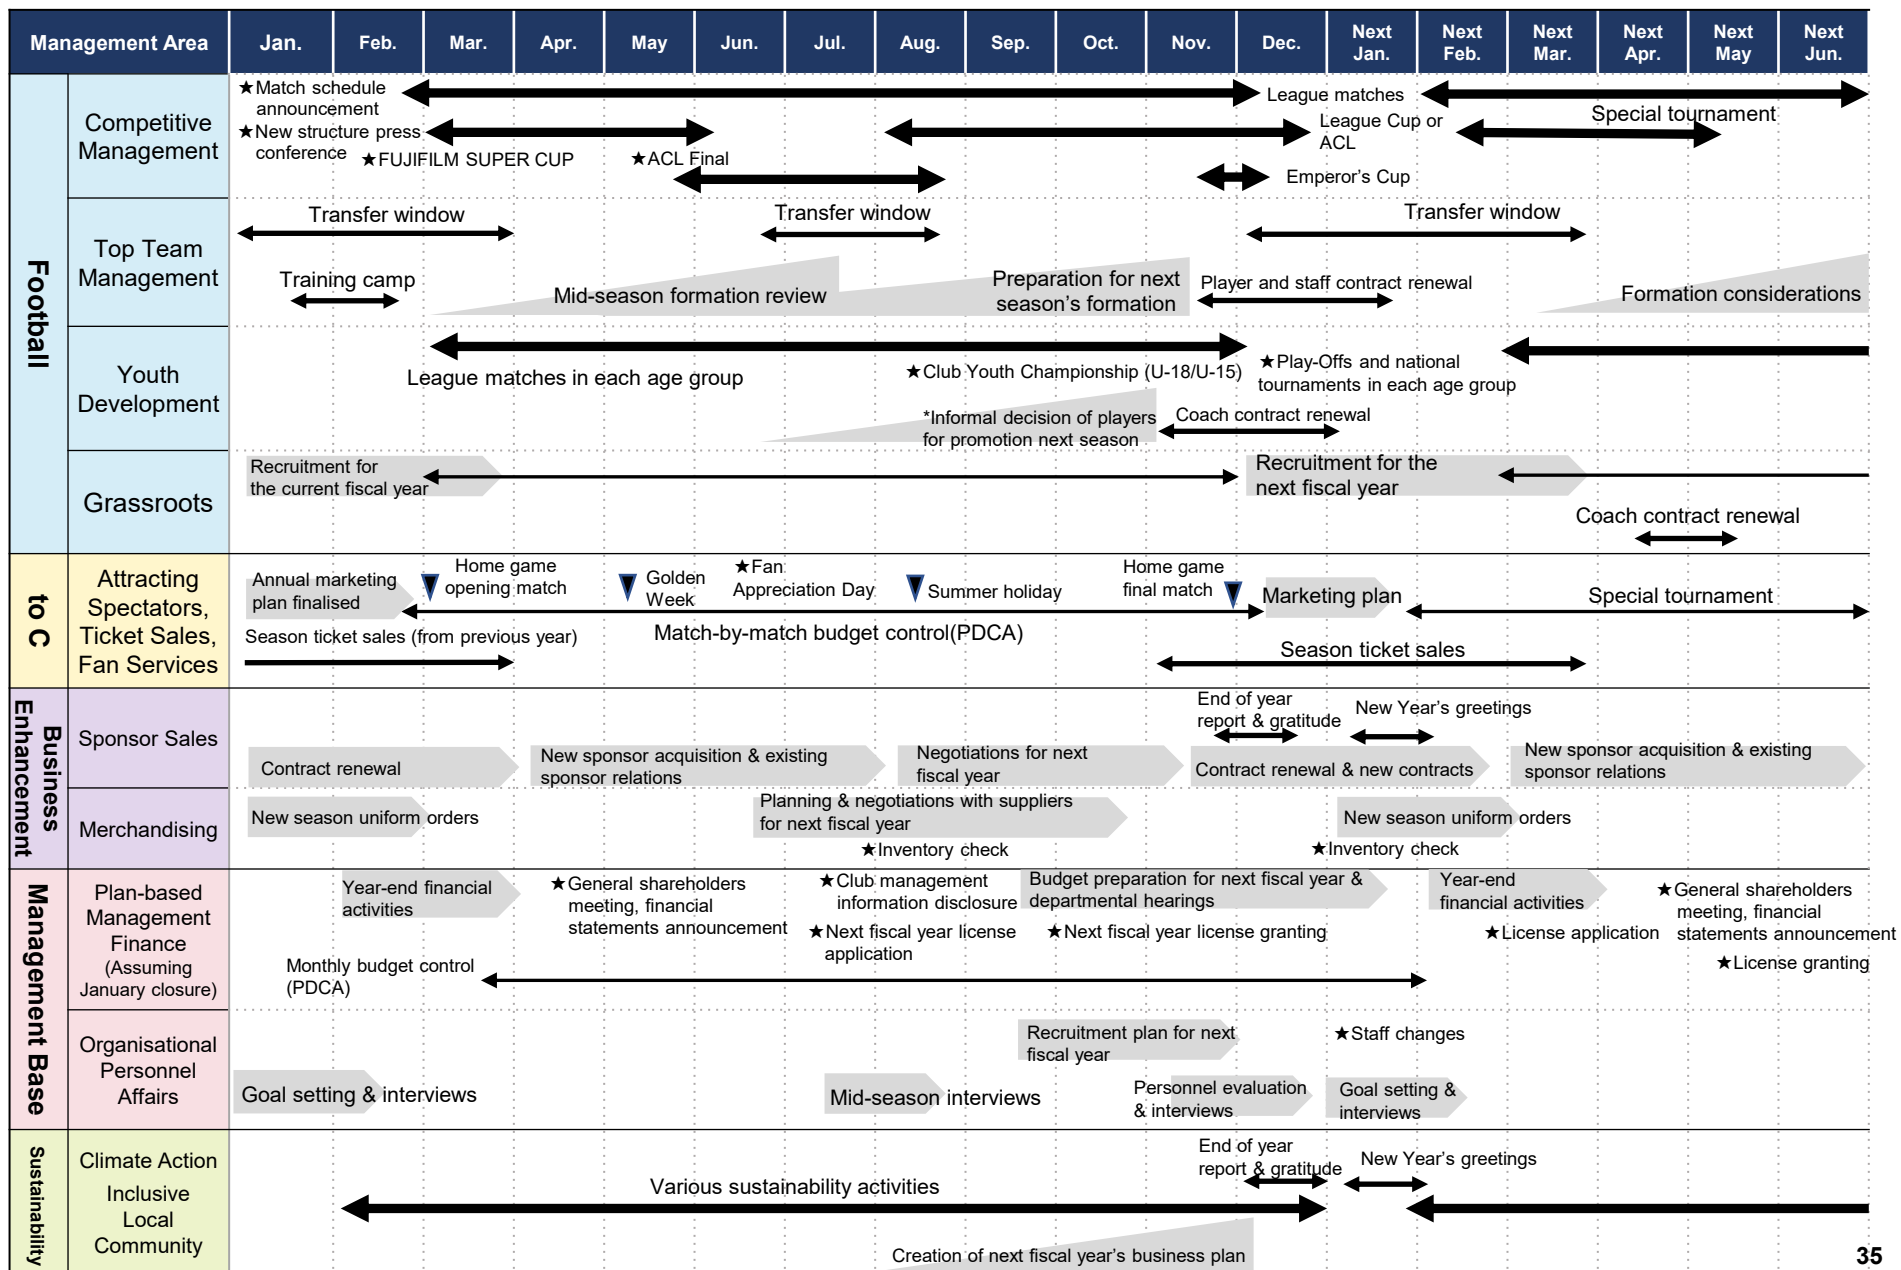 Management Area
Jan.
Feb.
Mar.
Apr.
May
Jun.
Jul.
Aug.
Sep.
Oct.
Nov.
Dec.
Next
Jan.
Next
Feb.
Next
Mar.
Next
Apr.
Next
May
Next
Jun.
Football
Competitive
Management
★Match schedule
announcement
★New structure press
conference
★FUJIFILM SUPER CUP
★ACL Final
League matches
League Cup or
ACL
Emperor's Cup
Special tournament
Top Team
Management
Transfer window
Transfer window
Transfer window
Training camp
Mid-season formation review
Preparation for next
season's formation
Player and staff contract renewal
Formation considerations
Youth
Development
League matches in each age group
★Club Youth Championship (U-18/U-15)
★Play-Offs and national
tournaments in each age group
*Informal decision of players
for promotion next season
Coach contract renewal
Grassroots
Recruitment for
the current fiscal year
Recruitment for the
next fiscal year
Coach contract renewal
to C
Attracting
Spectators,
Ticket Sales,
Fan Services
Annual marketing
plan finalised
Home game
opening match
Golden
Week
★Fan
Appreciation Day
Summer holiday
Home game
final match
Marketing plan
Special tournament
Season ticket sales (from previous year)
Match-by-match budget control(PDCA)
Season ticket sales
Business
Enhancement
Sponsor Sales
End of year
report & gratitude
New Year's greetings
Contract renewal
New sponsor acquisition & existing
sponsor relations
Negotiations for next
fiscal year
Contract renewal & new contracts
New sponsor acquisition & existing
sponsor relations
Merchandising
New season uniform orders
Planning & negotiations with suppliers
for next fiscal year
New season uniform orders
★Inventory check
★Inventory check
Management Base
Plan-based
Management
Finance
(Assuming
January closure)
Year-end financial
activities
★General shareholders
meeting, financial
statements announcement
★Club management
information disclosure
★Next fiscal year license
application
Budget preparation for next fiscal year &
departmental hearings
★Next fiscal year license granting
Year-end
financial activities
★License application
★General shareholders
meeting, financial
statements announcement
★License granting
Monthly budget control
(PDCA)
Organisational
Personnel
Affairs
Recruitment plan for next
fiscal year
★Staff changes
Goal setting & interviews
Mid-season interviews
Personnel evaluation
& interviews
Goal setting &
interviews
Sustainability
Climate Action
Inclusive
Local
Community
End of year
report & gratitude
New Year's greetings
Various sustainability activities
Creation of next fiscal year's business plan
35